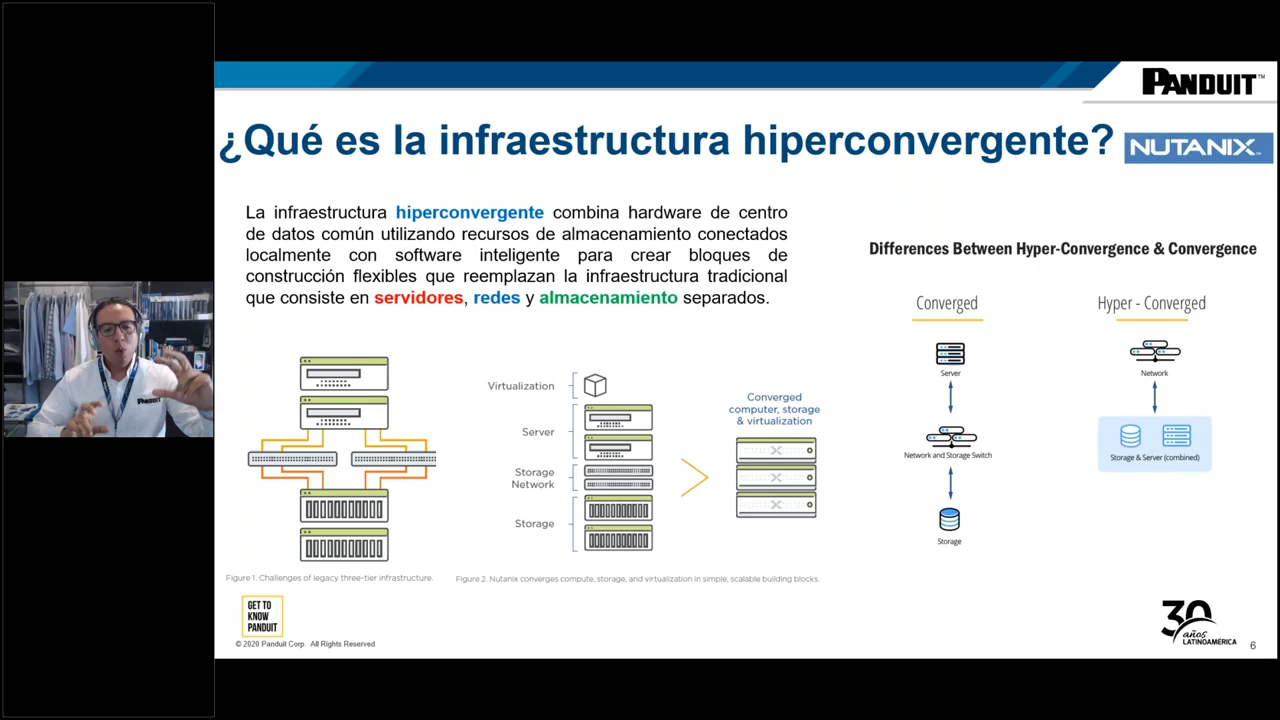 PANDUIT™
¿Qué es la infraestructura hiperconvergente?
NUTANIX™
La infraestructura hiperconvergente combina hardware de centro
de datos común utilizando recursos de almacenamiento conectados
localmente con software inteligente para crear bloques de
construcción flexibles que reemplazan la infraestructura tradicional
que consiste en servidores, redes y almacenamiento separados.
Differences Between Hyper-Convergence & Convergence
Converged
Hyper - Converged
Server
Network
Network and Storage Switch
Storage & Server (combined)
Storage
Virtualization
Server
Storage
Network
Storage
Converged
computer, storage
& virtualization
Figure 1. Challenges of legacy three-tier infrastructure.
Figure 2. Nutanix converges compute, storage, and virtualization in simple, scalable building blocks.
PANDUIT
GET TO
KNOW
PANDUIT
© 2020 Panduit Corp. All Rights Reserved
30
años
LATINOAMÉRICA
6